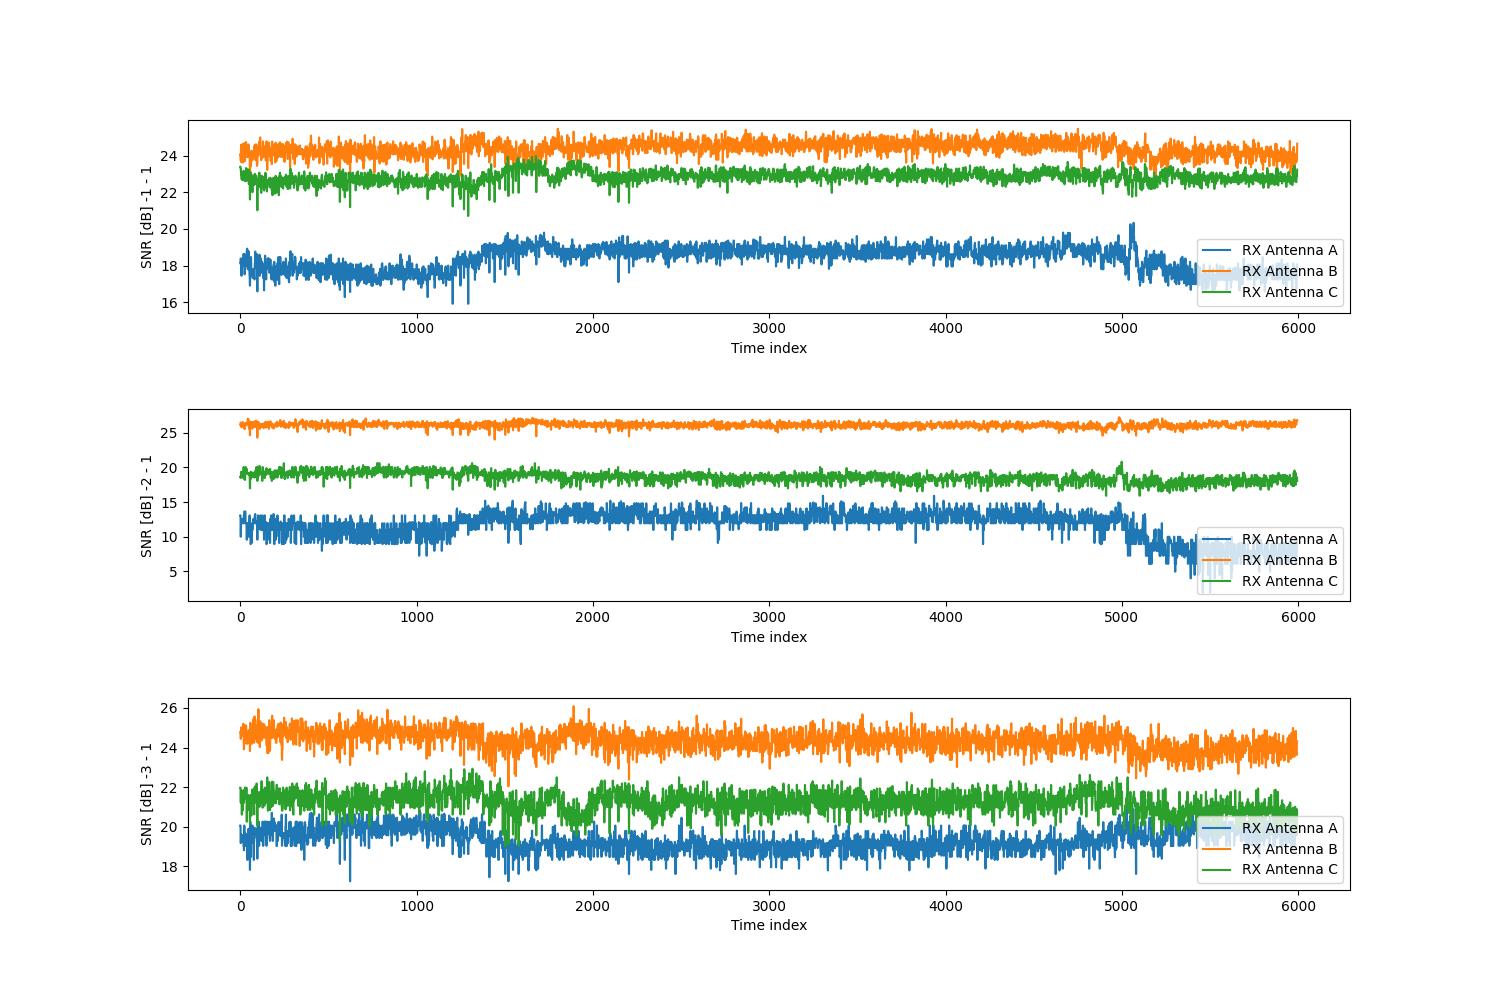 SNR [dB] -1 - 1
24
22
20
18
16
RX Antenna A
RX Antenna B
RX Antenna C
0 1000 2000 3000 4000 5000 6000
Time index
SNR [dB] -2 - 1
25
20
15
10
5
RX Antenna A
RX Antenna B
RX Antenna C
0 1000 2000 3000 4000 5000 6000
Time index
SNR [dB] -3 - 1
26
24
22
20
18
RX Antenna A
RX Antenna B
RX Antenna C
0 1000 2000 3000 4000 5000 6000
Time index